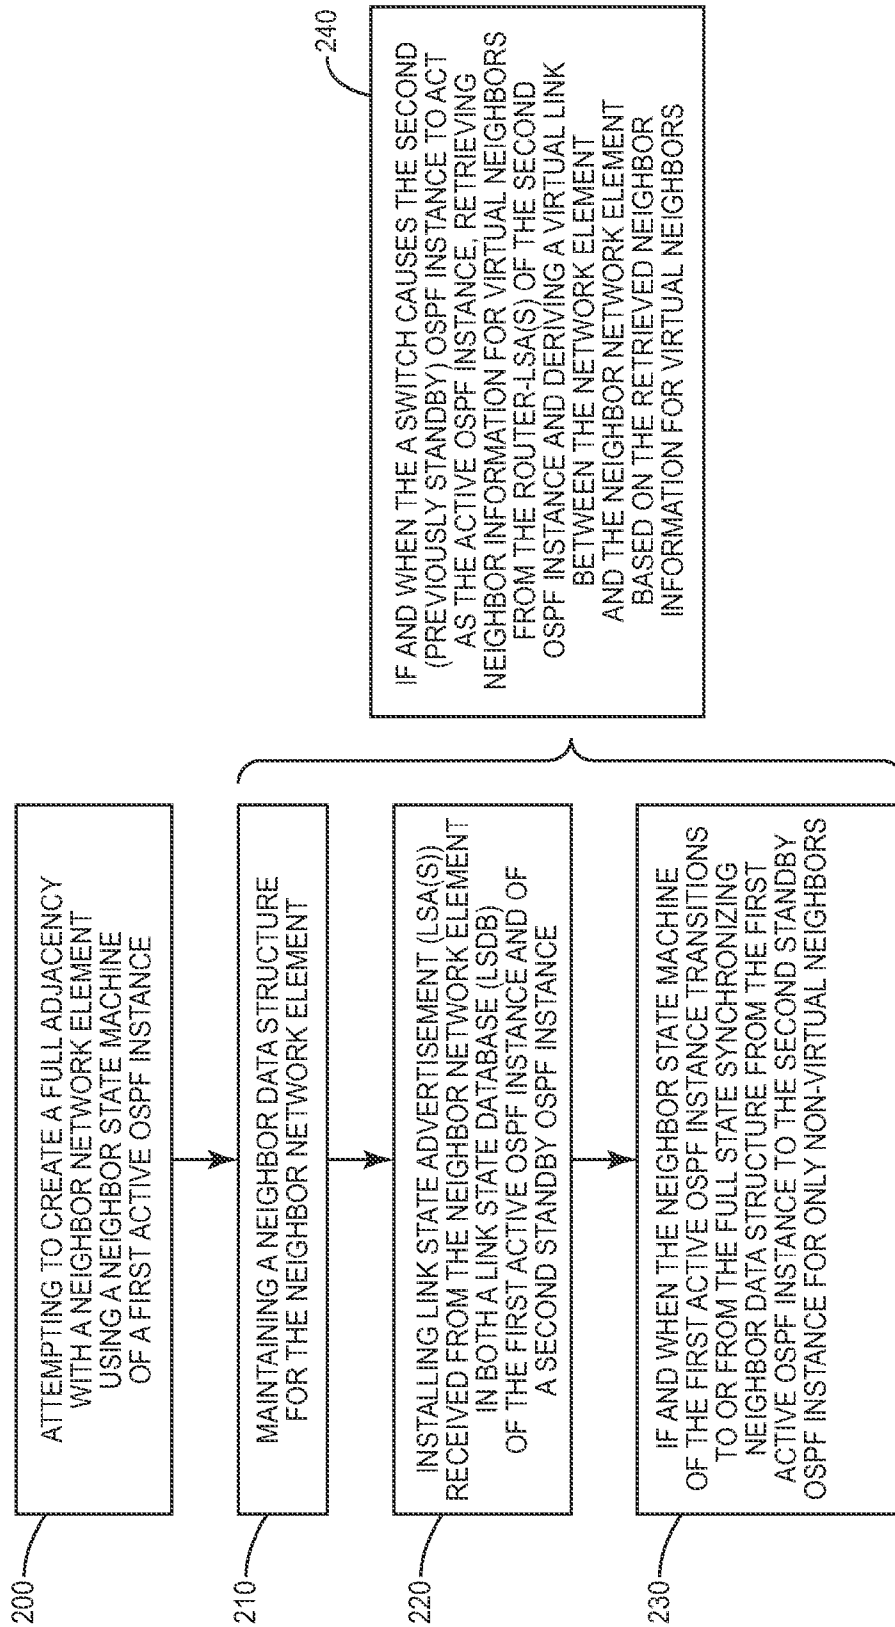 200
ATTEMPTING TO CREATE A FULL ADJACENCY
WITH A NEIGHBOR NETWORK ELEMENT
USING A NEIGHBOR STATE MACHINE
OF A FIRST ACTIVE OSPF INSTANCE
210
MAINTAINING A NEIGHBOR DATA STRUCTURE
FOR THE NEIGHBOR NETWORK ELEMENT
220
INSTALLING LINK STATE ADVERTISEMENT (LSA(S))
RECEIVED FROM THE NEIGHBOR NETWORK ELEMENT
IN BOTH A LINK STATE DATABASE (LSDB)
OF THE FIRST ACTIVE OSPF INSTANCE AND OF
A SECOND STANDBY OSPF INSTANCE
230
IF AND WHEN THE NEIGHBOR STATE MACHINE
OF THE FIRST ACTIVE OSPF INSTANCE TRANSITIONS
TO OR FROM THE FULL STATE SYNCHRONIZING
NEIGHBOR DATA STRUCTURE FROM THE FIRST
ACTIVE OSPF INSTANCE TO THE SECOND STANDBY
OSPF INSTANCE FOR ONLY NON-VIRTUAL NEIGHBORS
240
IF AND WHEN THE A SWITCH CAUSES THE SECOND
(PREVIOUSLY STANDBY) OSPF INSTANCE TO ACT
AS THE ACTIVE OSPF INSTANCE, RETRIEVING
NEIGHBOR INFORMATION FOR VIRTUAL NEIGHBORS
FROM THE ROUTER-LSA(S) OF THE SECOND
OSPF INSTANCE AND DERIVING A VIRTUAL LINK
BETWEEN THE NETWORK ELEMENT
AND THE NEIGHBOR NETWORK ELEMENT
BASED ON THE RETRIEVED NEIGHBOR
INFORMATION FOR VIRTUAL NEIGHBORS